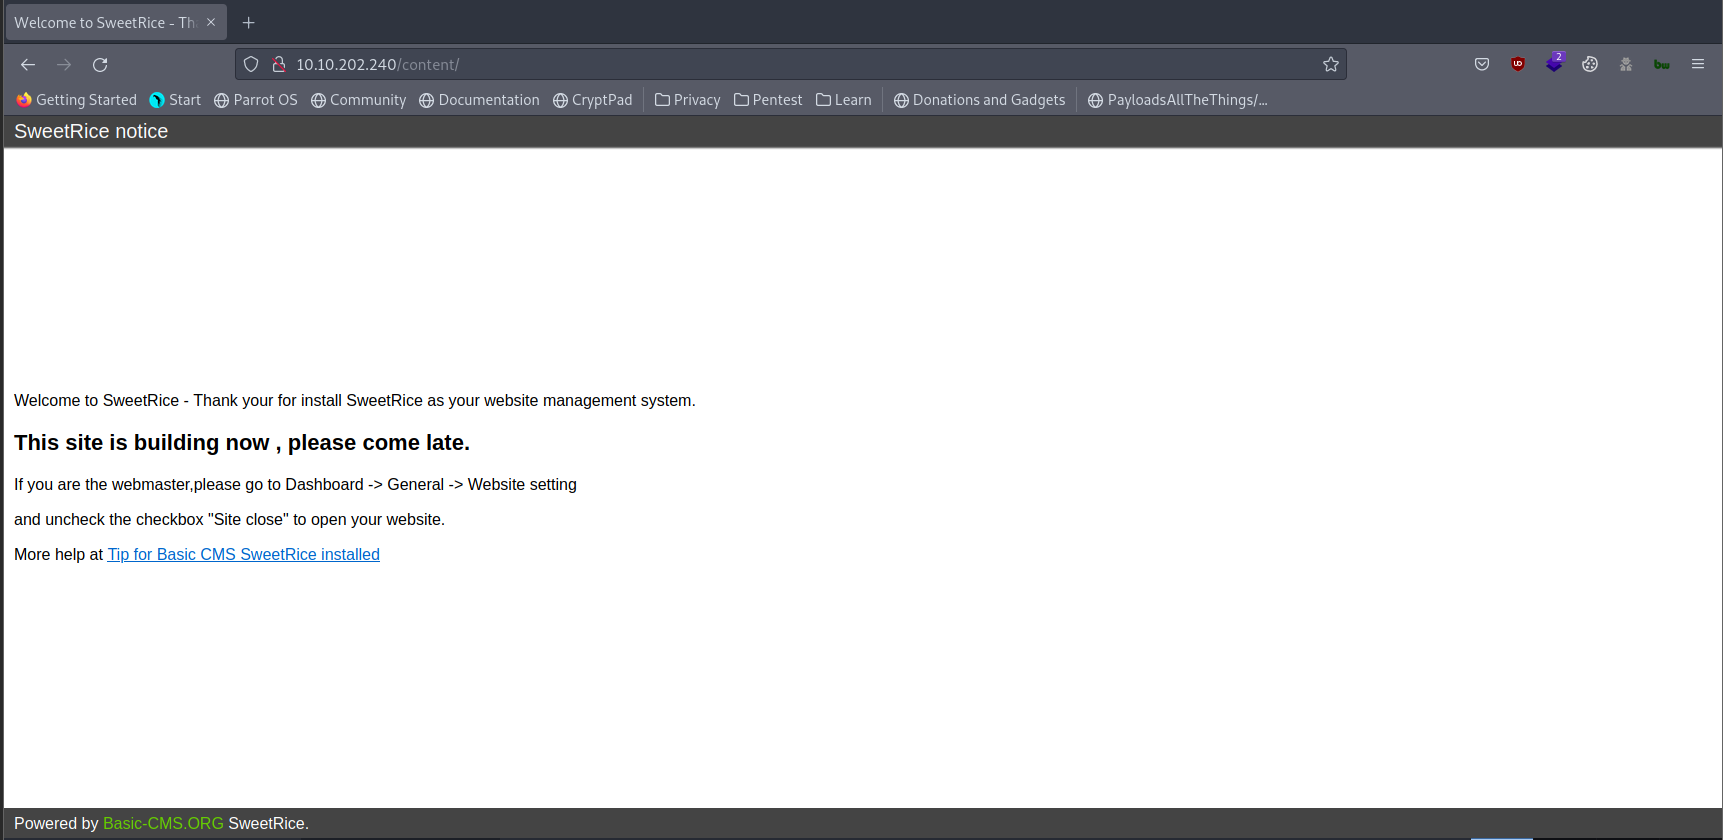 Welcome to SweetRice - Th
10.10.202.240/content/
2
Getting Started Start Parrot OS Community Documentation CryptPad Privacy Pentest Learn Donations and Gadgets PayloadsAllTheThings/...
SweetRice notice
Welcome to SweetRice - Thank your for install SweetRice as your website management system.
This site is building now , please come late.
If you are the webmaster,please go to Dashboard -> General -> Website setting
and uncheck the checkbox "Site close" to open your website.
More help at Tip for Basic CMS SweetRice installed
Powered by Basic-CMS.ORG SweetRice.